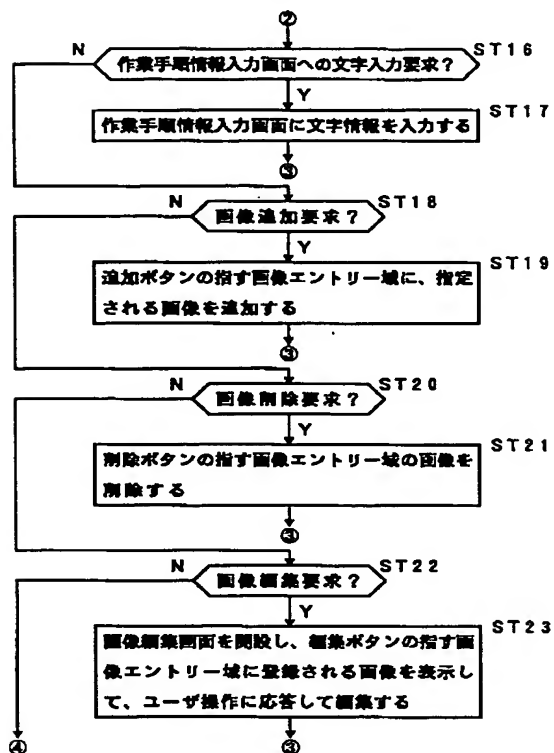 ②
N
ST16
作業手順情報入力画面への文字入力要求？
Y
ST17
作業手順情報入力画面に文字情報を入力する
③
N
ST18
画像追加要求？
Y
ST19
追加ボタンの指す画像エントリー域に、指定
される画像を追加する
③
N
ST20
画像削除要求？
Y
ST21
削除ボタンの指す画像エントリー域の画像を
削除する
③
N
ST22
画像編集要求？
Y
ST23
画像編集画面を開設し、編集ボタンの指す画
像エントリー域に登録される画像を表示し
て、ユーザ操作に応答して編集する
④
③